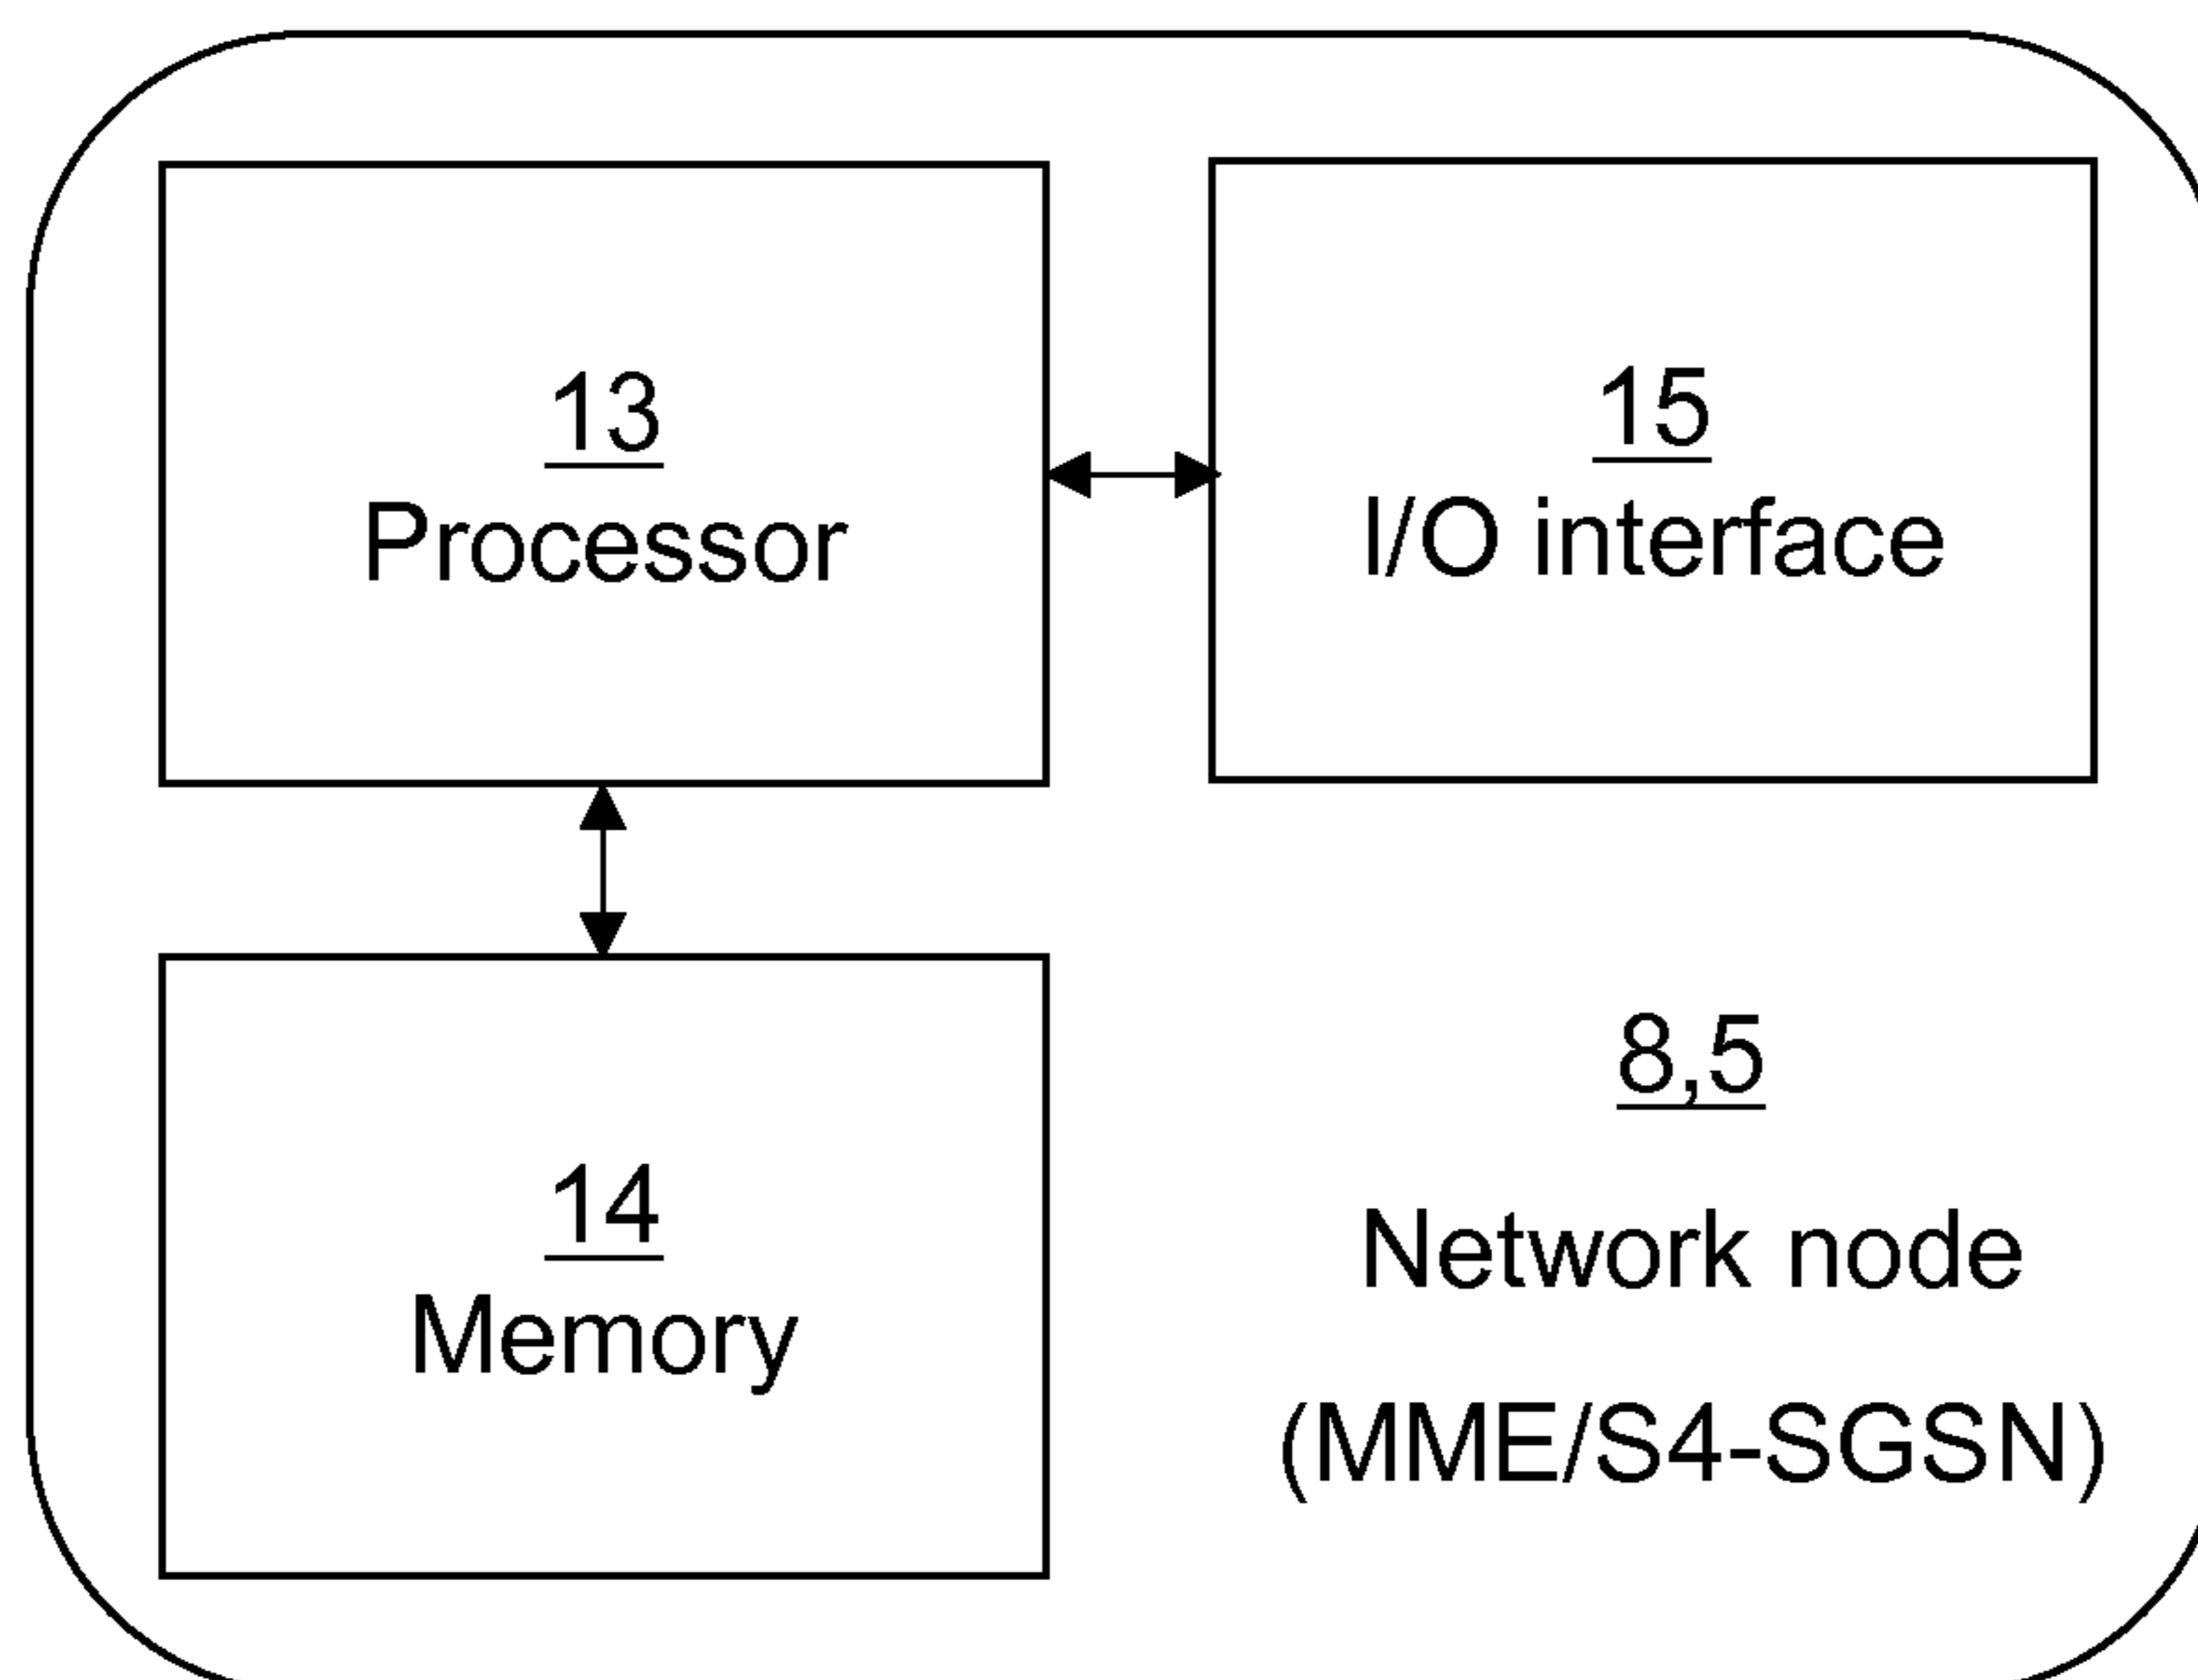 13
Processor
15
I/O interface
14
Memory
8,5
Network node
(MME/S4-SGSN)